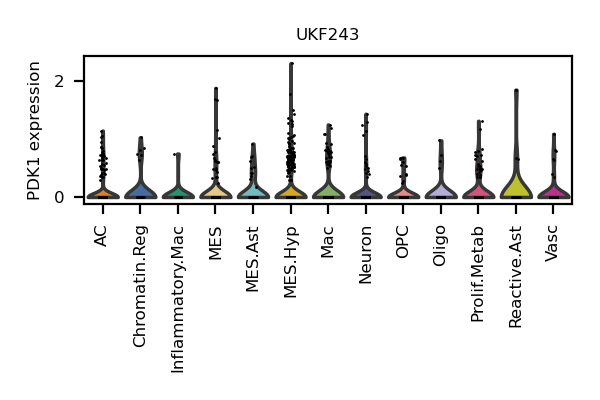 UKF243
PDK1 expression
2
0
AC
Chromatin.Reg
Inflammatory.Mac
MES
MES.Ast
MES.Hyp
Mac
Neuron
OPC
Oligo
Prolif.Metab
Reactive.Ast
Vasc